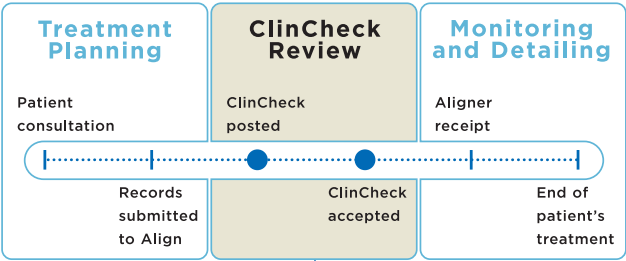 Treatment
Planning
Patient
consultation
Records
submitted
to Align
ClinCheck
Review
ClinCheck
posted
ClinCheck
accepted
Monitoring
and Detailing
Aligner
receipt
End of
patient's
treatment